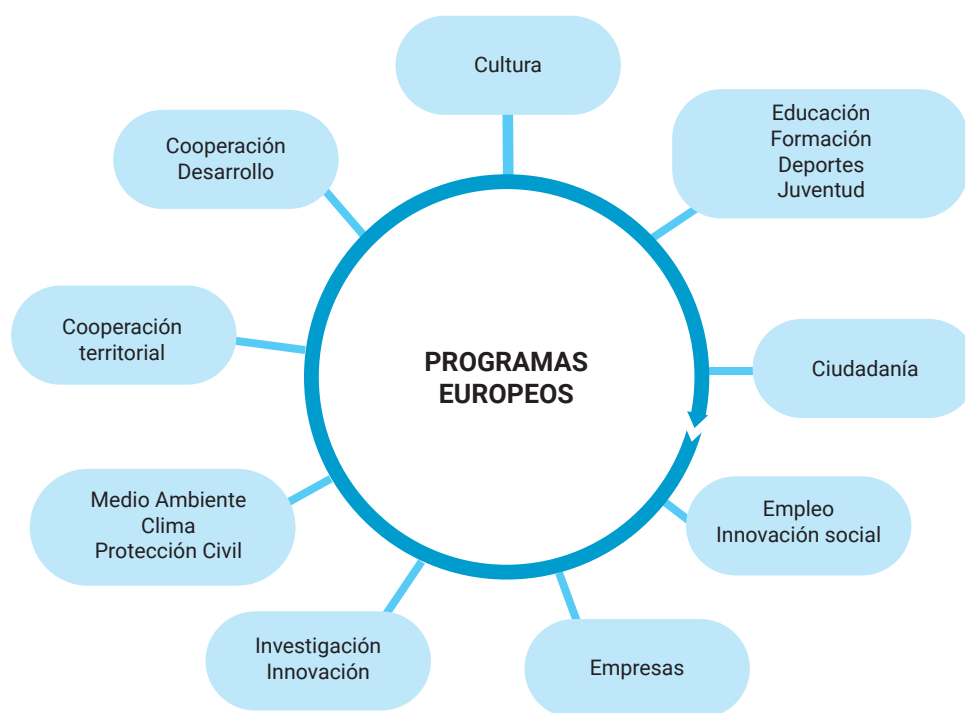 Cultura
Educación
Formación
Deportes
Juventud
Ciudadanía
Empleo
Innovación social
Empresas
Investigación
Innovación
Medio Ambiente
Clima
Protección Civil
Cooperación
territorial
Cooperación
Desarrollo
PROGRAMAS
EUROPEOS